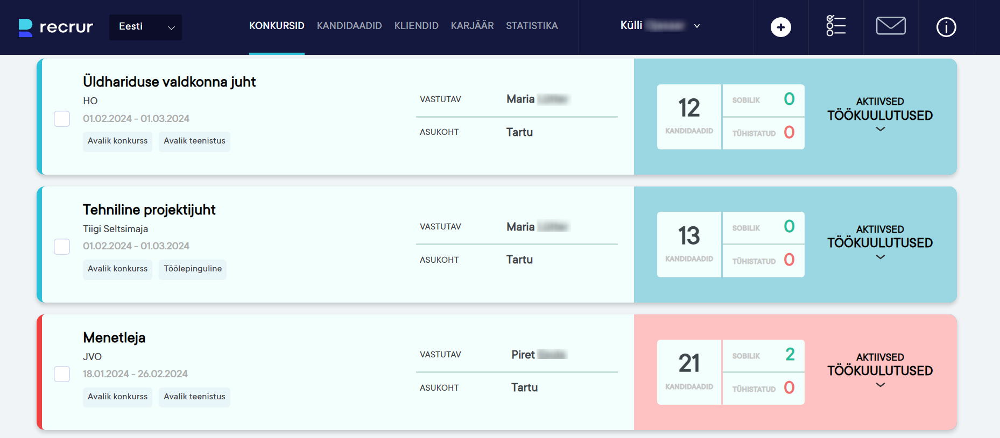 recrur
Eesti
KONKURSID KANDIDAADID KLIENDID KARJÄÄR STATISTIKA
Külli
Üldhariduse valdkonna juht
HO
01.02.2024 - 01.03.2024
Avalik konkurss Avalik teenistus
VASTUTAV Maria
ASUKOHT Tartu
12
KANDIDAADID
SOBILIK 0
TÜHISTATUD 0
AKTIIVSED
TÖÖKUULUTUSED
Tehniline projektijuht
Tiigi Seltsimaja
01.02.2024 - 01.03.2024
Avalik konkurss Töölepinguline
VASTUTAV Maria
ASUKOHT Tartu
13
KANDIDAADID
SOBILIK 0
TÜHISTATUD 0
AKTIIVSED
TÖÖKUULUTUSED
Menetleja
JVO
18.01.2024 - 26.02.2024
Avalik konkurss Avalik teenistus
VASTUTAV Piret
ASUKOHT Tartu
21
KANDIDAADID
SOBILIK 2
TÜHISTATUD 0
AKTIIVSED
TÖÖKUULUTUSED